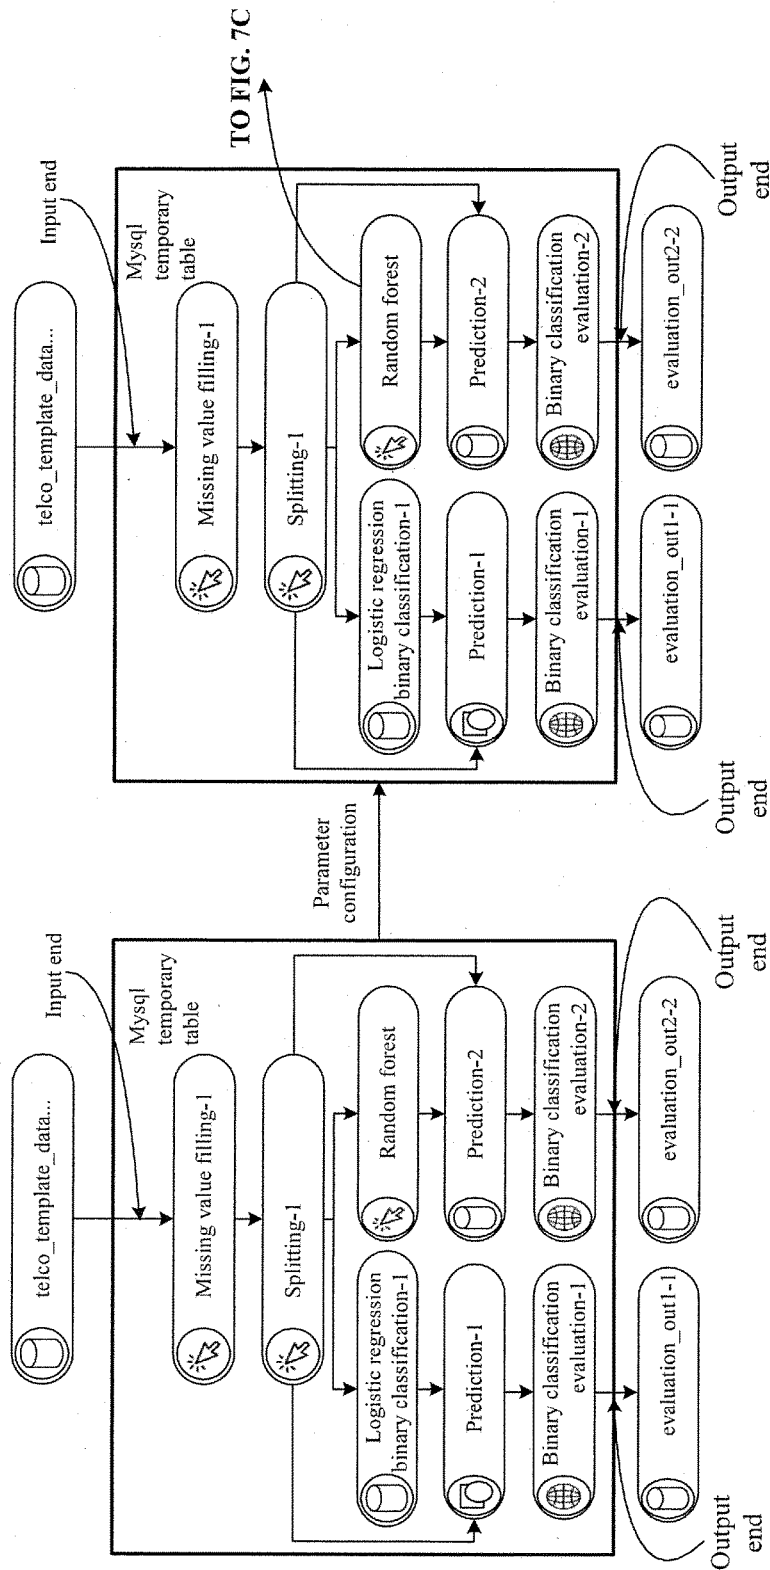 telco_template_data...
Input end
Mysql
temporary
table
Missing value filling-1
Splitting-1
Logistic regression
binary classification-1
Random forest
Prediction-1
Prediction-2
Binary classification
evaluation-1
Binary classification
evaluation-2
evaluation_out1-1
evaluation_out2-2
Output
end
Output
end
Parameter
configuration
telco_template_data...
Input end
Mysql
temporary
table
Missing value filling-1
Splitting-1
TO FIG. 7C
Logistic regression
binary classification-1
Random forest
Prediction-1
Prediction-2
Binary classification
evaluation-1
Binary classification
evaluation-2
evaluation_out1-1
evaluation_out2-2
Output
end
Output
end